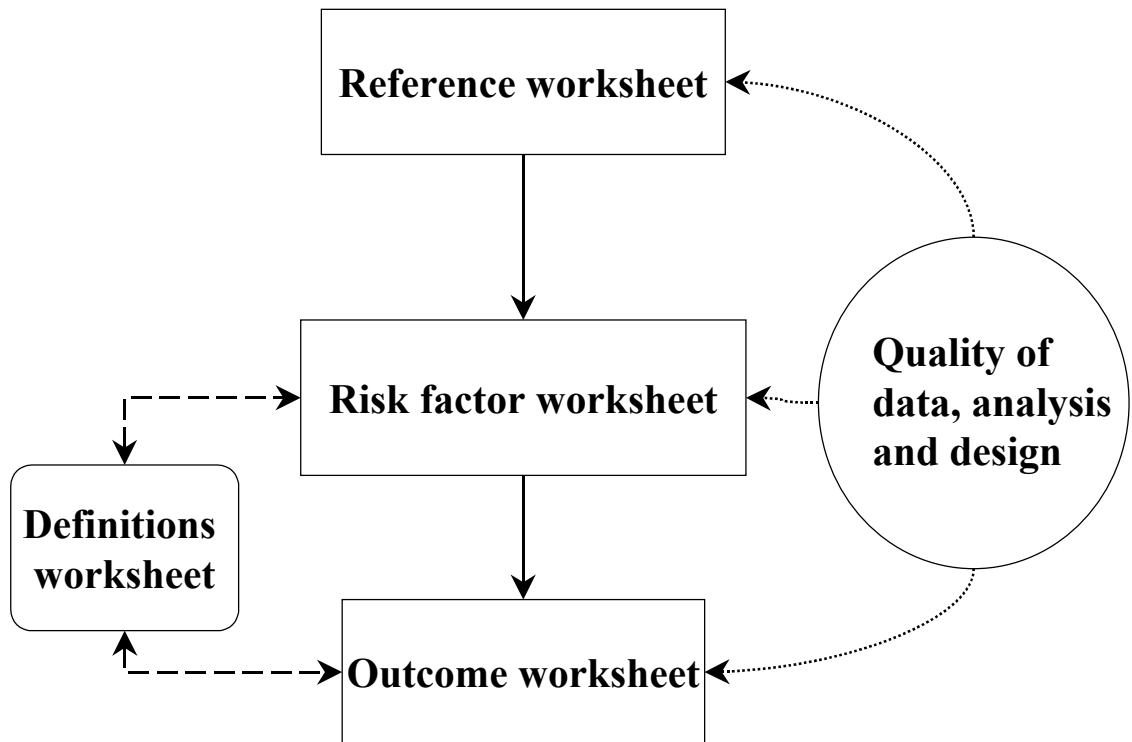 Reference worksheet
Risk factor worksheet
Quality of
data, analysis
and design
Definitions
worksheet
Outcome worksheet